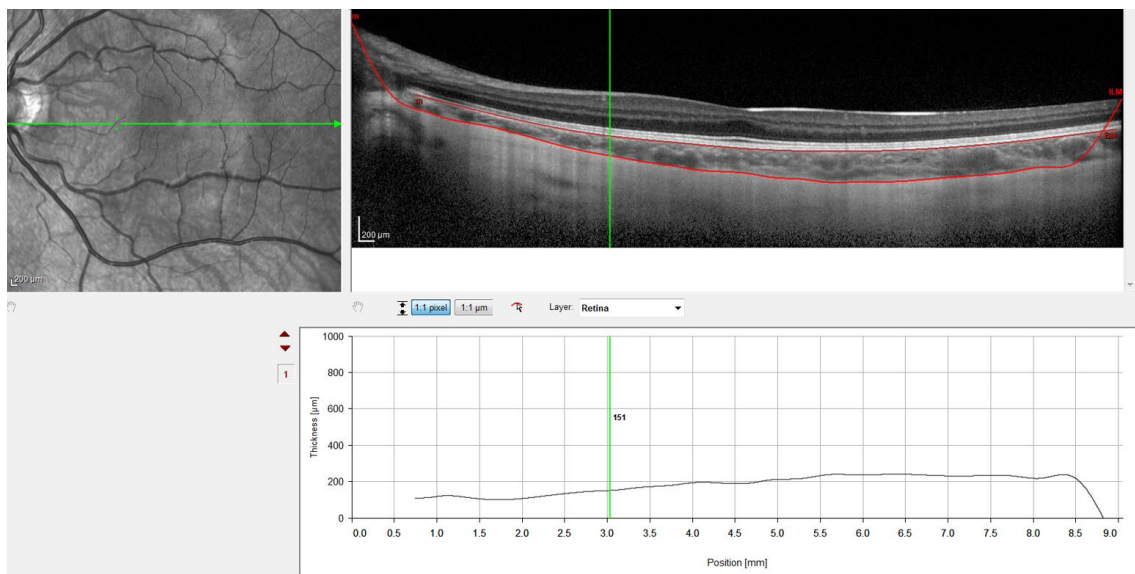 m
ILM
m
200 µm
200 µm
1:1 pixel
1:1 µm
Layer:
Retina
1
1000
800
600
400
200
0
Thickness [µm]
151
0.0 0.5 1.0 1.5 2.0 2.5 3.0 3.5 4.0 4.5 5.0 5.5 6.0 6.5 7.0 7.5 8.0 8.5 9.0
Position [mm]